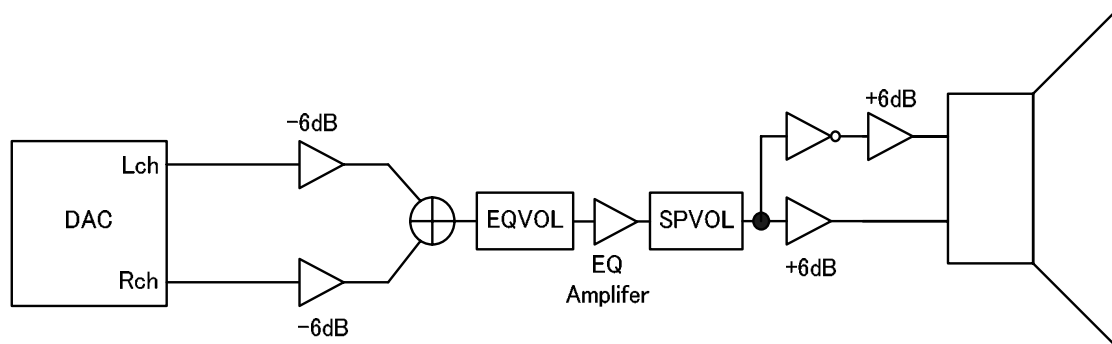 DAC
Lch
Rch
-6dB
-6dB
EQVOL
EQ
Amplifer
SPVOL
+6dB
+6dB